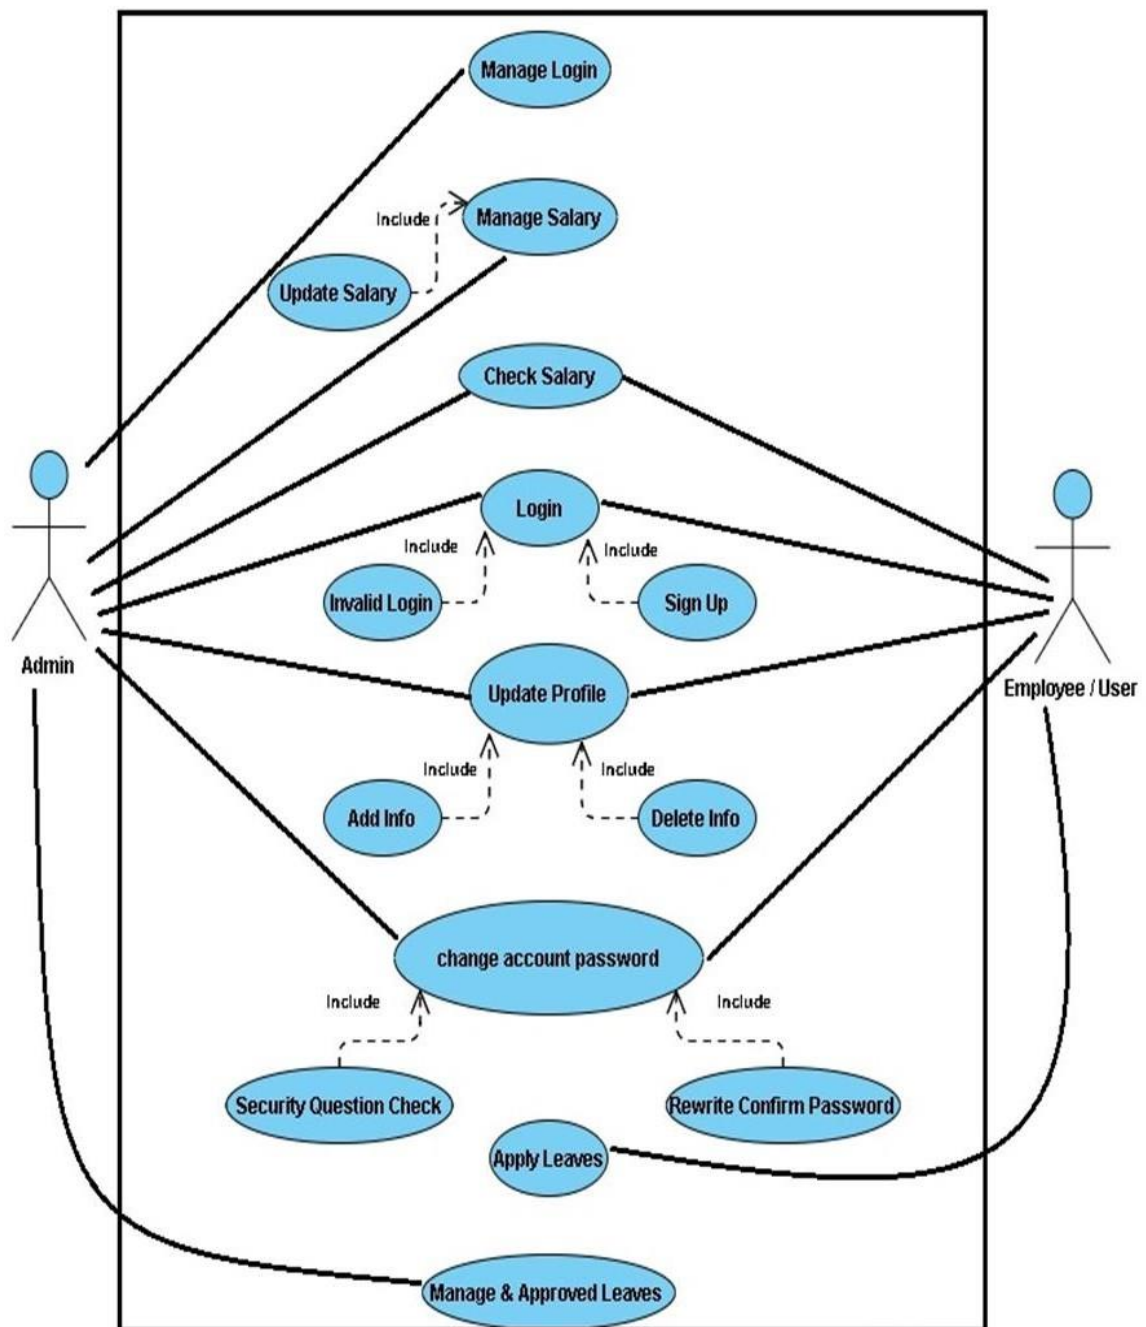 Manage Login
Manage Salary
Include
Update Salary
Check Salary
Login
Include
Include
Invalid Login
Sign Up
Admin
Update Profile
Employee / User
Include
Include
Add Info
Delete Info
change account password
Include
Include
Security Question Check
Rewrite Confirm Password
Apply Leaves
Manage & Approved Leaves